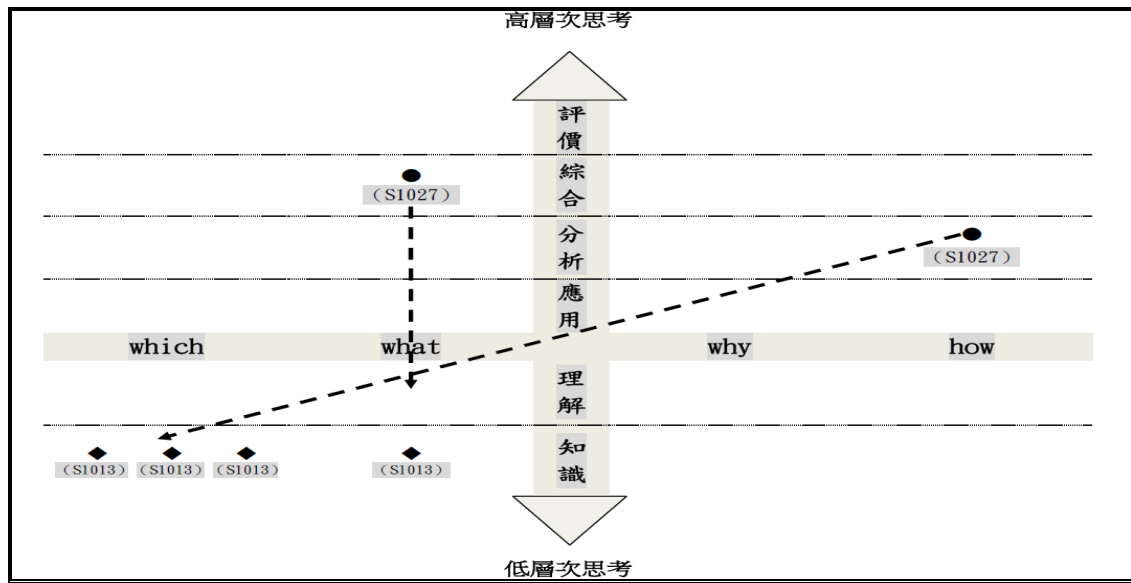 高層次思考
評價
綜合
(S1027)
分析
(S1027)
應用
which what why how
理解
知識
(S1013) (S1013) (S1013) (S1013)
低層次思考